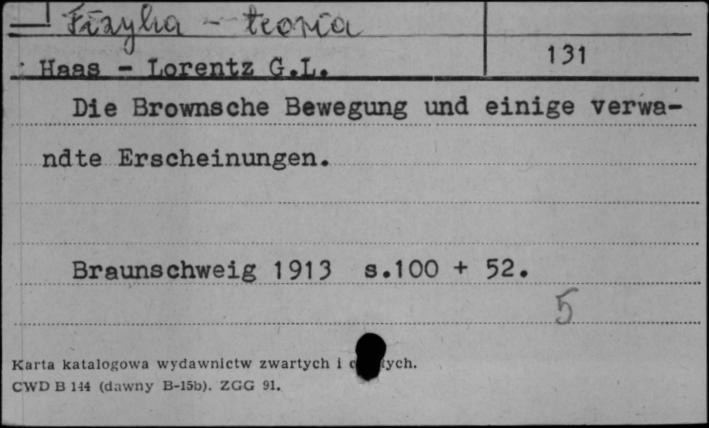 Fizyka - teoria
131
Haas - Lorentz G.L.
Die Brownsche Bewegung und einige verwa-
ndte Erscheinungen.
Braunschweig 1913 s.100 + 52.
5
Karta katalogowa wydawnictw zwartych i
CWD B 144 (dawny B-15b). ZGG 91.